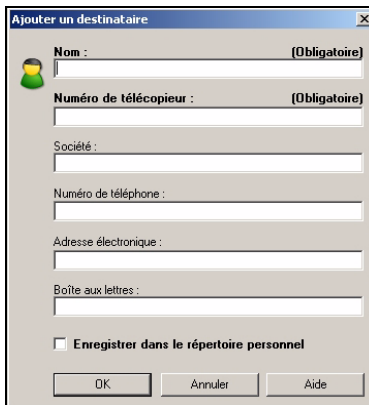 Ajouter un destinataire
Nom : (Obligatoire)
Numéro de télécopieur : (Obligatoire)
Société :
Numéro de téléphone :
Adresse électronique :
Boîte aux lettres :
Enregistrer dans le répertoire personnel
OK Annuler Aide